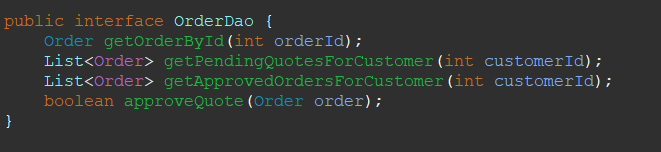 public interface OrderDao {
    Order getOrderById(int orderId);
    List<Order> getPendingQuotesForCustomer(int customerId);
    List<Order> getApprovedOrdersForCustomer(int customerId);
    boolean approveQuote(Order order);
}